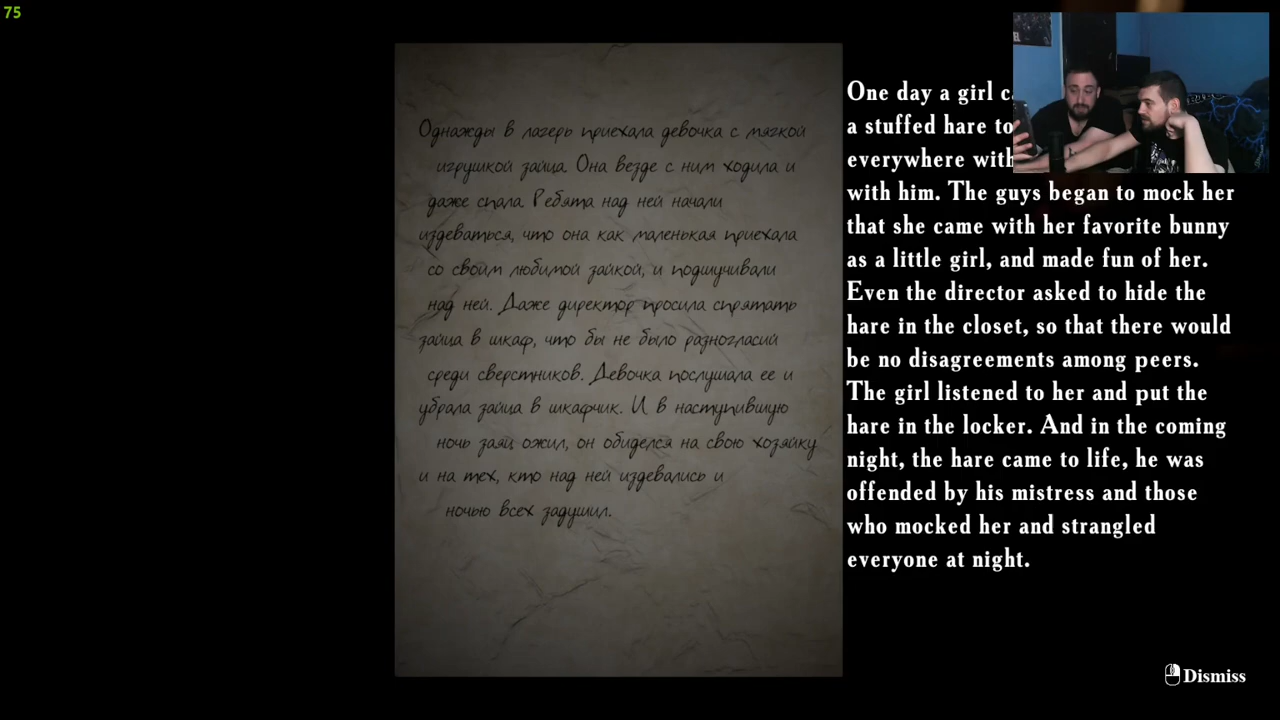 75
Однажды в лагерь приехала девочка с мягкой
игрушкой зайца. Она везде с ним ходила и
даже спала. Ребята над ней начали
издеваться, что она как маленькая приехала
со своим любимой зайкой, и подшучивали
над ней. Даже директор просила спрятать
зайца в шкаф, что бы не было разногласий
среди сверстников. Девочка послушала ее и
убрала зайца в шкафчик. И в наступившую
ночь заяц ожил, он обиделся на свою хозяйку
и на тех, кто над ней издевались и
ночью всех задушил.
One day a girl
a stuffed hare to
everywhere with
with him. The guys began to mock her
that she came with her favorite bunny
as a little girl, and made fun of her.
Even the director asked to hide the
hare in the closet, so that there would
be no disagreements among peers.
The girl listened to her and put the
hare in the locker. And in the coming
night, the hare came to life, he was
offended by his mistress and those
who mocked her and strangled
everyone at night.
Dismiss